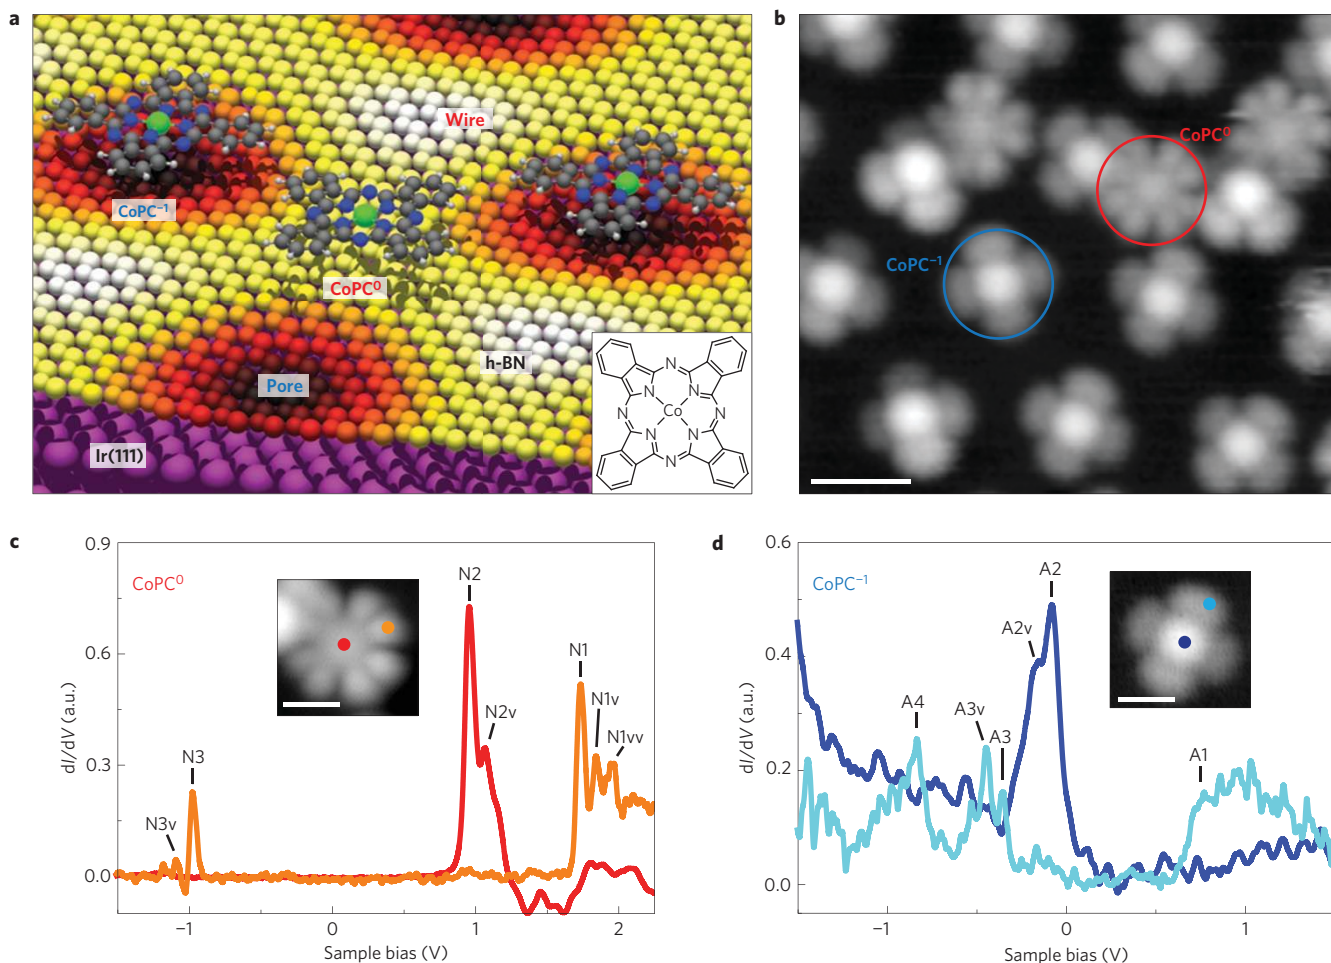 a
Wire
CoPC⁻¹
CoPC⁰
h-BN
Pore
Ir(111)
N
N
N
N
Co
N
N
N
N
b
CoPC⁰
CoPC⁻¹
c
CoPC⁰
dI/dV (a.u.)
0.9
0.6
0.3
0.0
N3v
N3
N2
N2v
N1
N1v
N1vv
−1
0
1
2
Sample bias (V)
d
CoPC⁻¹
dI/dV (a.u.)
0.6
0.4
0.2
0.0
A4
A3v
A3
A2v
A2
A1
−1
0
1
Sample bias (V)